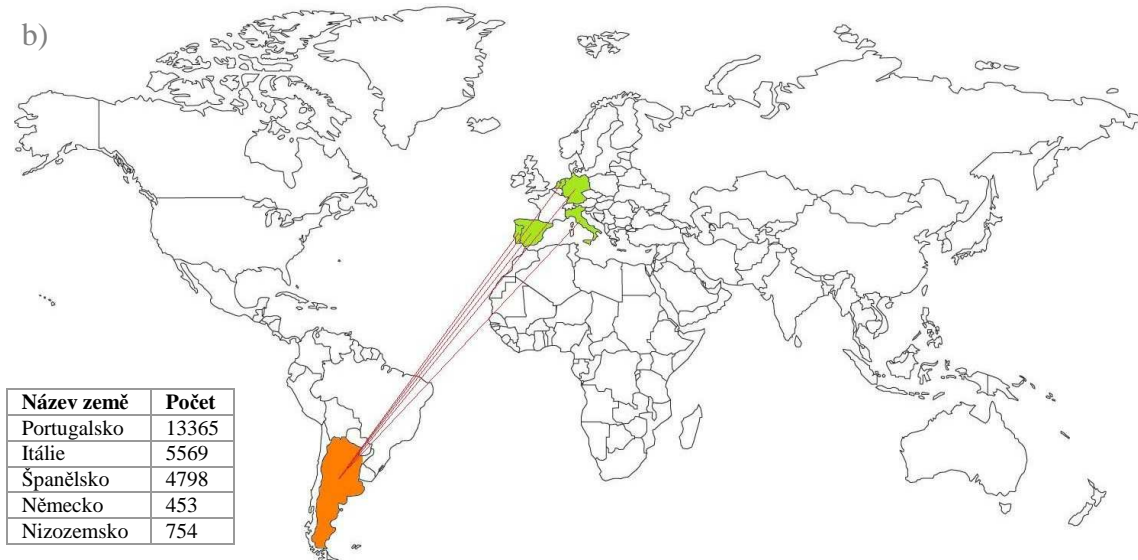 b)
Název země Počet
Portugalsko 13365
Itálie 5569
Španělsko 4798
Německo 453
Nizozemsko 754